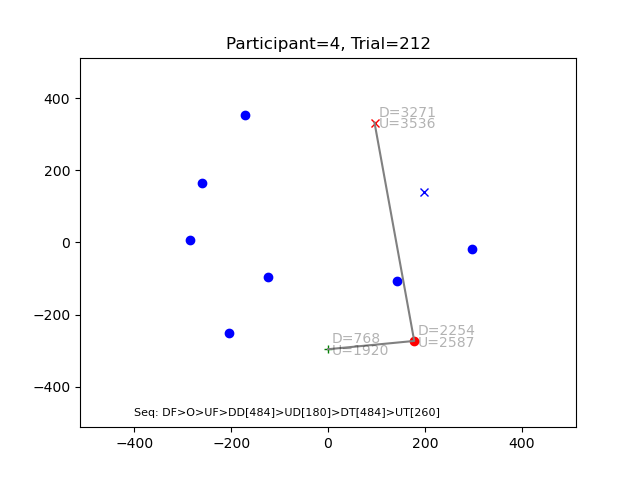 Participant=4, Trial=212
D=3271
U=3536
D=768
U=1920
D=2254
U=2587
Seq: DF>O>UF>DD[484]>UD[180]>DT[484]>UT[260]
400
200
0
−200
−400
−400
−200
0
200
400